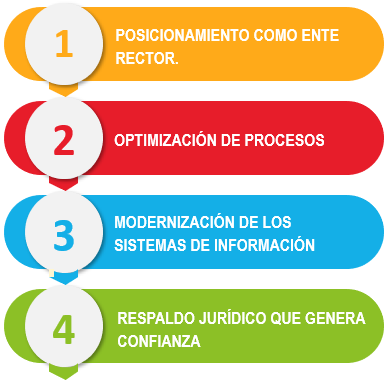 1
POSICIONAMIENTO COMO ENTE
RECTOR.
2
OPTIMIZACIÓN DE PROCESOS
3
MODERNIZACIÓN DE LOS
SISTEMAS DE INFORMACIÓN
4
RESPALDO JURÍDICO QUE GENERA
CONFIANZA